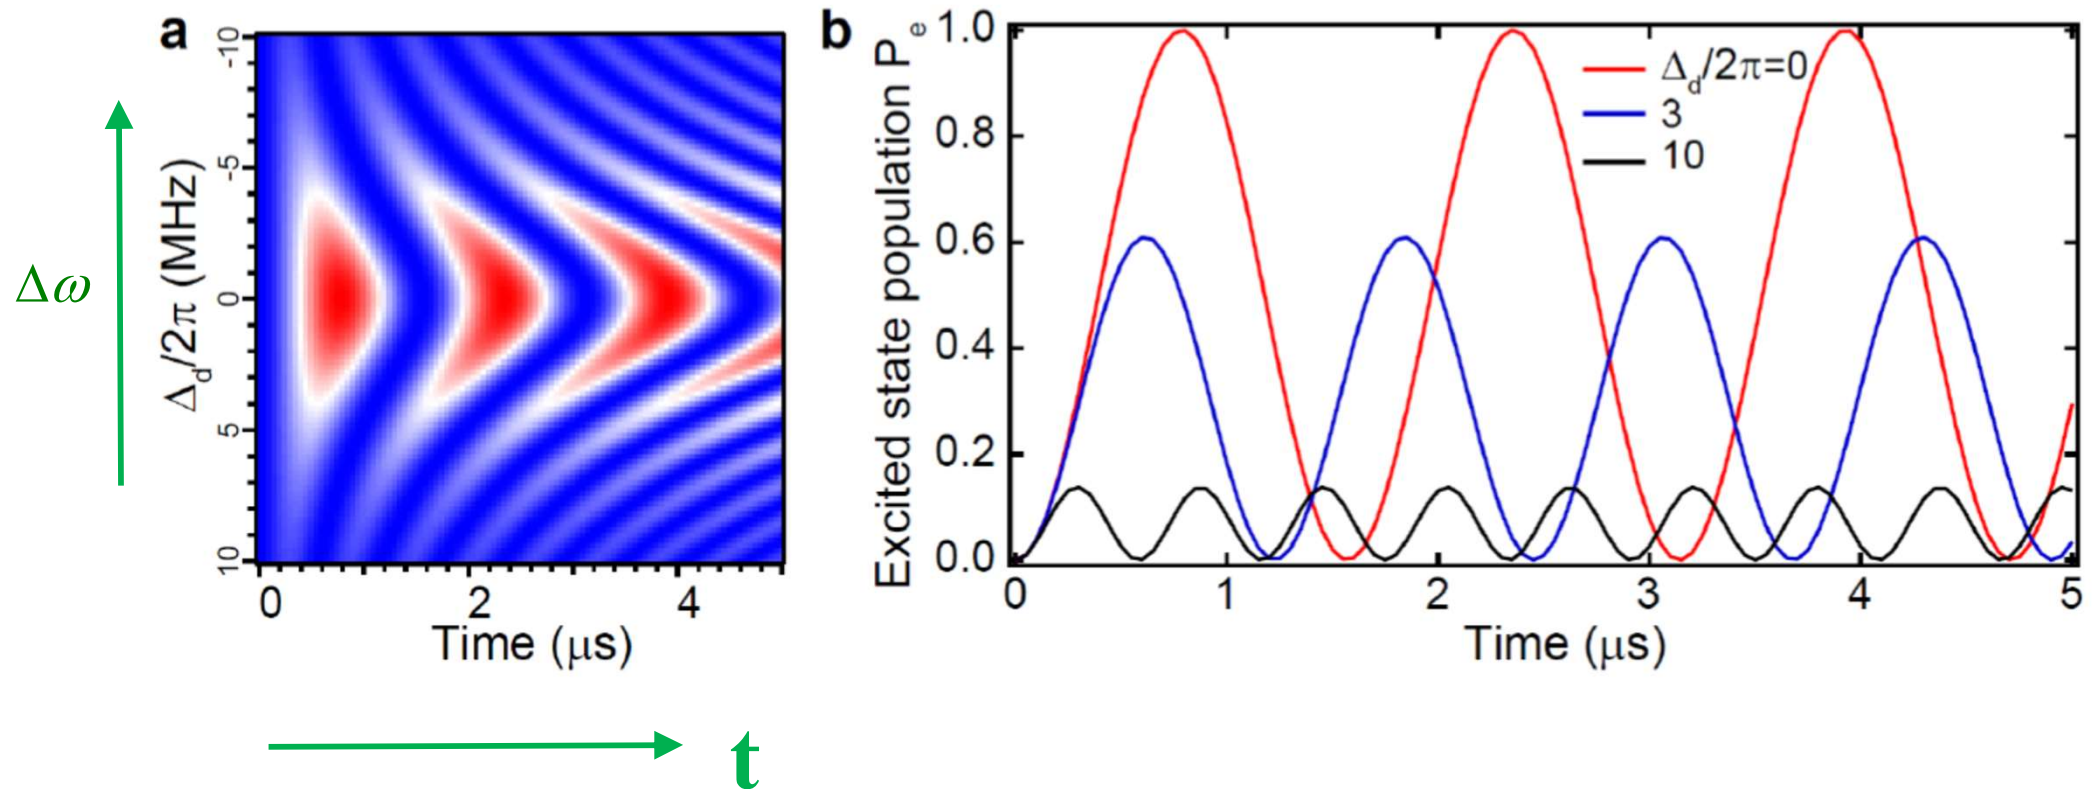 a
-10
-5
0
5
10
Δd/2π (MHz)
Δω
0 2 4
Time (μs)
t
b
Excited state population Pe
1.0
0.8
0.6
0.4
0.2
0.0
Δd/2π=0
3
10
0 1 2 3 4 5
Time (μs)